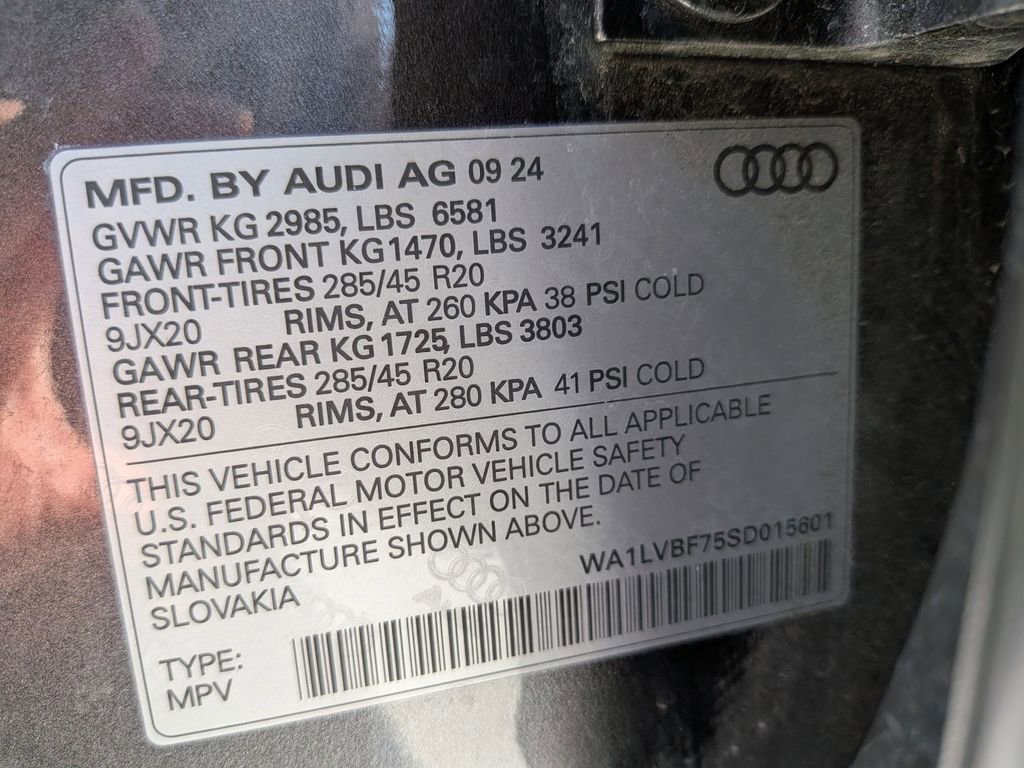 MFD. BY AUDI AG 09 24
GVWR KG 2985, LBS 6581
GAWR FRONT KG1470, LBS 3241
FRONT-TIRES 285/45 R20
9JX20 RIMS, AT 260 KPA 38 PSI COLD
GAWR REAR KG 1725, LBS 3803
REAR-TIRES 285/45 R20
9JX20 RIMS, AT 280 KPA 41 PSI COLD
THIS VEHICLE CONFORMS TO ALL APPLICABLE
U.S. FEDERAL MOTOR VEHICLE SAFETY
STANDARDS IN EFFECT ON THE DATE OF
MANUFACTURE SHOWN ABOVE.
SLOVAKIA
WA1LVBF75SD015601
TYPE:
MPV